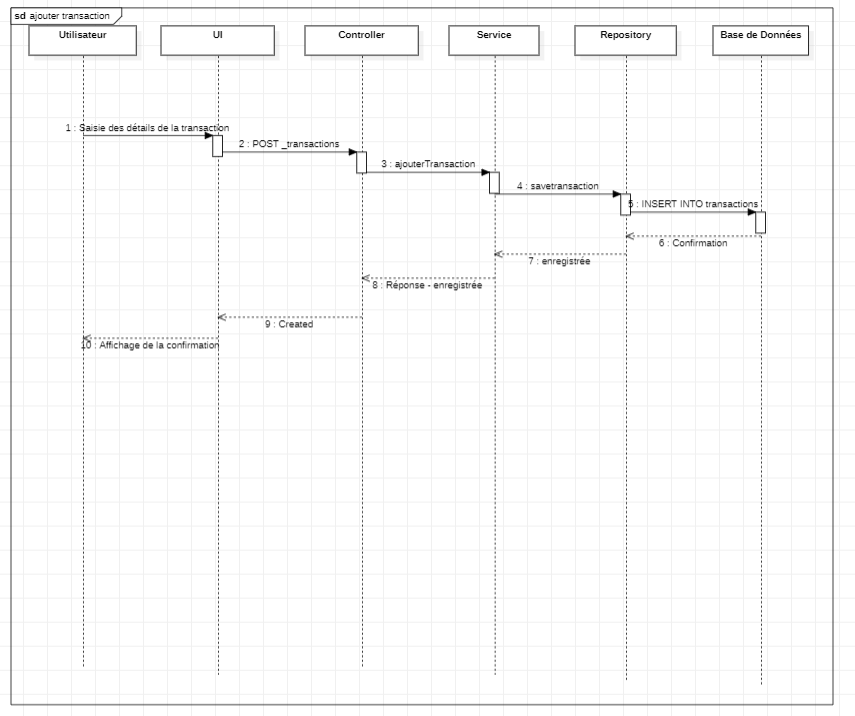 sd ajouter transaction
Utilisateur
UI
Controller
Service
Repository
Base de Données
1 : Saisie des détails de la transaction
2 : POST _transactions
3 : ajouterTransaction
4 : savetransaction
5 : INSERT INTO transactions
6 : Confirmation
7 : enregistrée
8 : Réponse - enregistrée
9 : Created
10 : Affichage de la confirmation